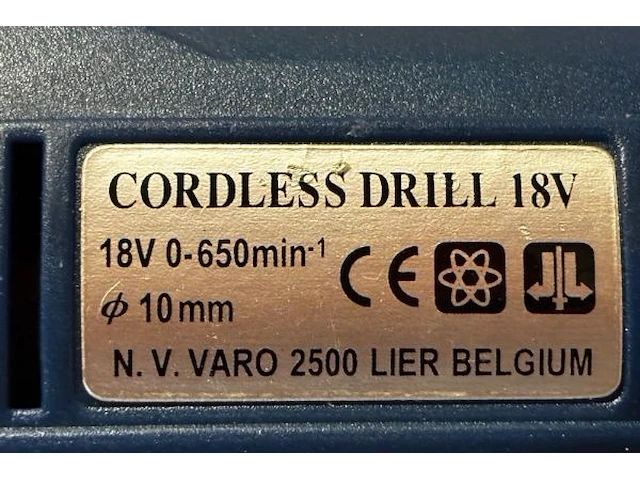 CORDLESS DRILL 18V
18V 0-650min⁻¹ CE
ϕ 10mm
N. V. VARO 2500 LIER BELGIUM